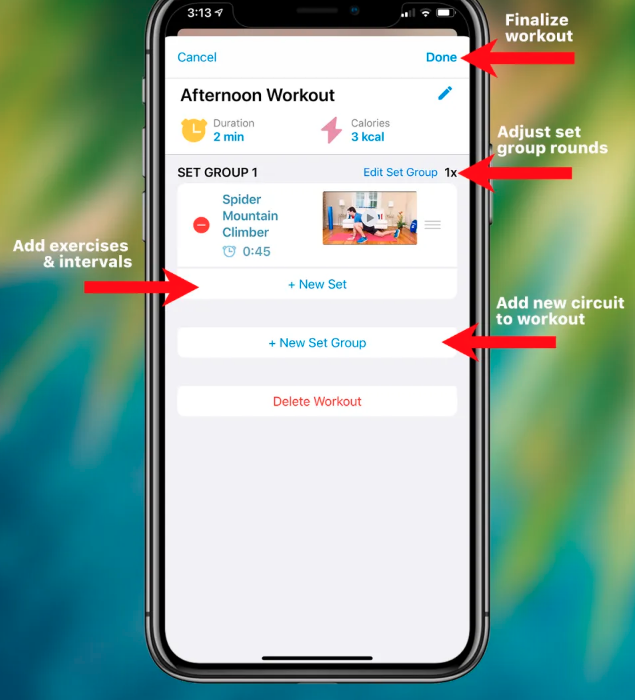 3:13
Finalize
workout
Cancel
Done
Afternoon Workout
Duration
2 min
Calories
3 kcal
Adjust set
group rounds
SET GROUP 1
Edit Set Group 1x
Spider
Mountain
Climber
0:45
Add exercises
& intervals
+ New Set
Add new circuit
to workout
+ New Set Group
Delete Workout